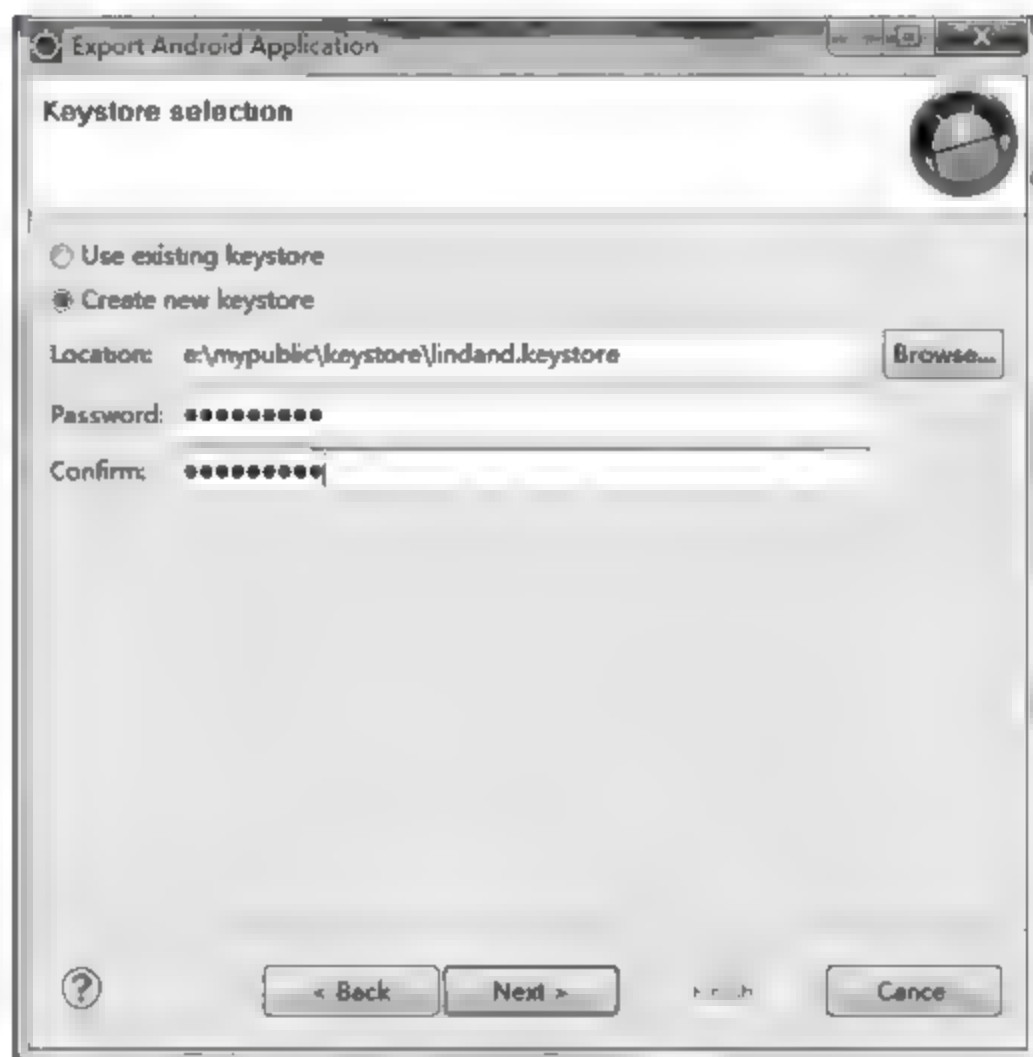 Export Android Application
Keystore selection
Use existing keystore
Create new keystore
Location: e:\mypublic\keystore\lindand.keystore Browse...
Password: ●●●●●●●●●
Confirm: ●●●●●●●●●
? < Back Next > Cance